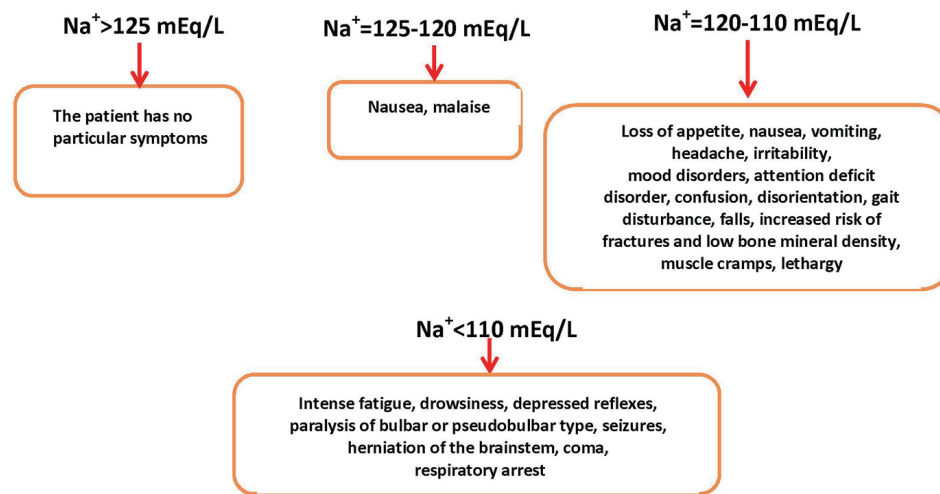 Na+>125 mEq/L
The patient has no
particular symptoms
Na+=125-120 mEq/L
Nausea, malaise
Na+=120-110 mEq/L
Loss of appetite, nausea, vomiting,
headache, irritability,
mood disorders, attention deficit
disorder, confusion, disorientation, gait
disturbance, falls, increased risk of
fractures and low bone mineral density,
muscle cramps, lethargy
Na+<110 mEq/L
Intense fatigue, drowsiness, depressed reflexes,
paralysis of bulbar or pseudobulbar type, seizures,
herniation of the brainstem, coma,
respiratory arrest